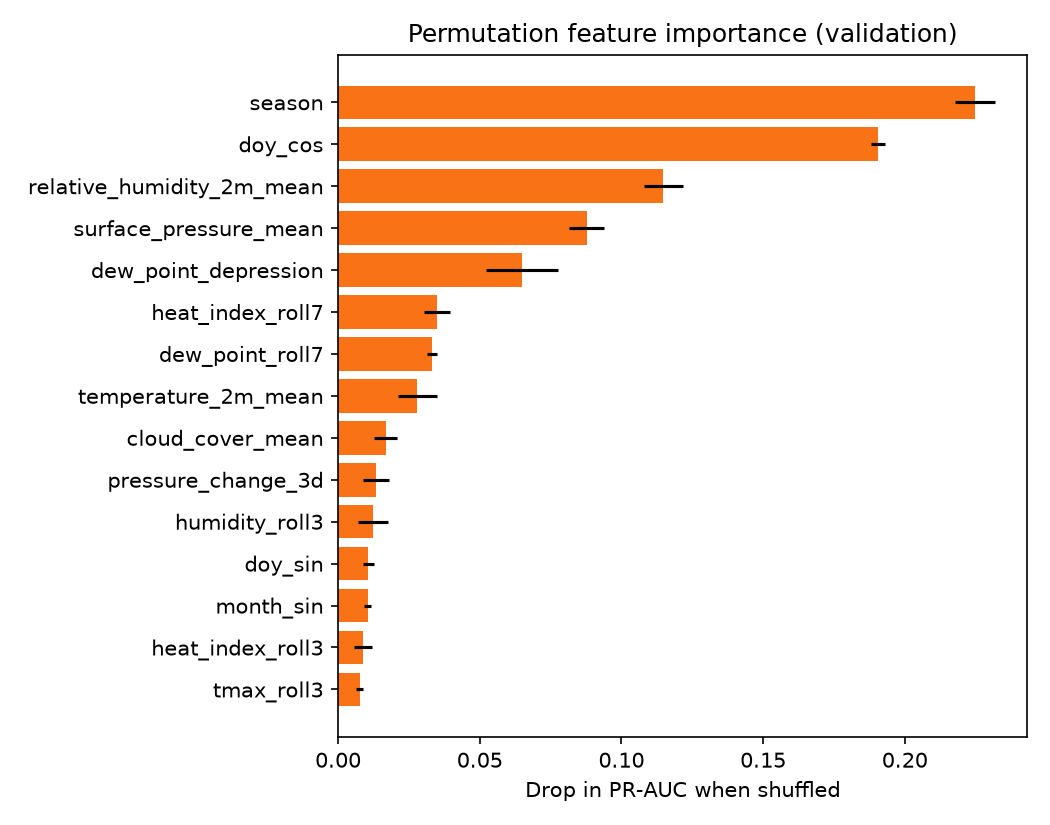 Permutation feature importance (validation)
season
doy_cos
relative_humidity_2m_mean
surface_pressure_mean
dew_point_depression
heat_index_roll7
dew_point_roll7
temperature_2m_mean
cloud_cover_mean
pressure_change_3d
humidity_roll3
doy_sin
month_sin
heat_index_roll3
tmax_roll3
0.00 0.05 0.10 0.15 0.20
Drop in PR-AUC when shuffled